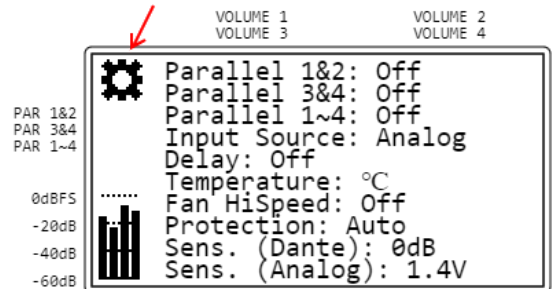 VOLUME 1 VOLUME 2
VOLUME 3 VOLUME 4
Parallel 1&2: Off
Parallel 3&4: Off
PAR 1&2
Parallel 1~4: Off
PAR 3&4
Input Source: Analog
PAR 1~4
Delay: Off
Temperature: °C
0dBFS
Fan HiSpeed: Off
-20dB
Protection: Auto
-40dB
Sens. (Dante): 0dB
Sens. (Analog): 1.4V
-60dB